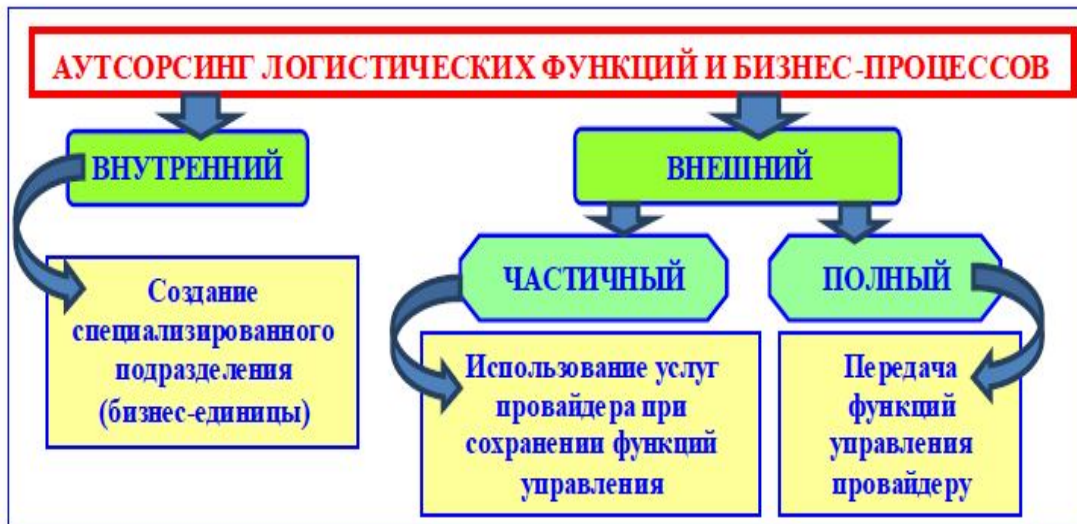 АУТСОРСИНГ ЛОГИСТИЧЕСКИХ ФУНКЦИЙ И БИЗНЕС-ПРОЦЕССОВ
ВНУТРЕННИЙ
ВНЕШНИЙ
ЧАСТИЧНЫЙ
ПОЛНЫЙ
Создание
специализированного
подразделения
(бизнес-единицы)
Использование услуг
провайдера при
сохранении функций
управления
Передача
функций
управления
провайдеру